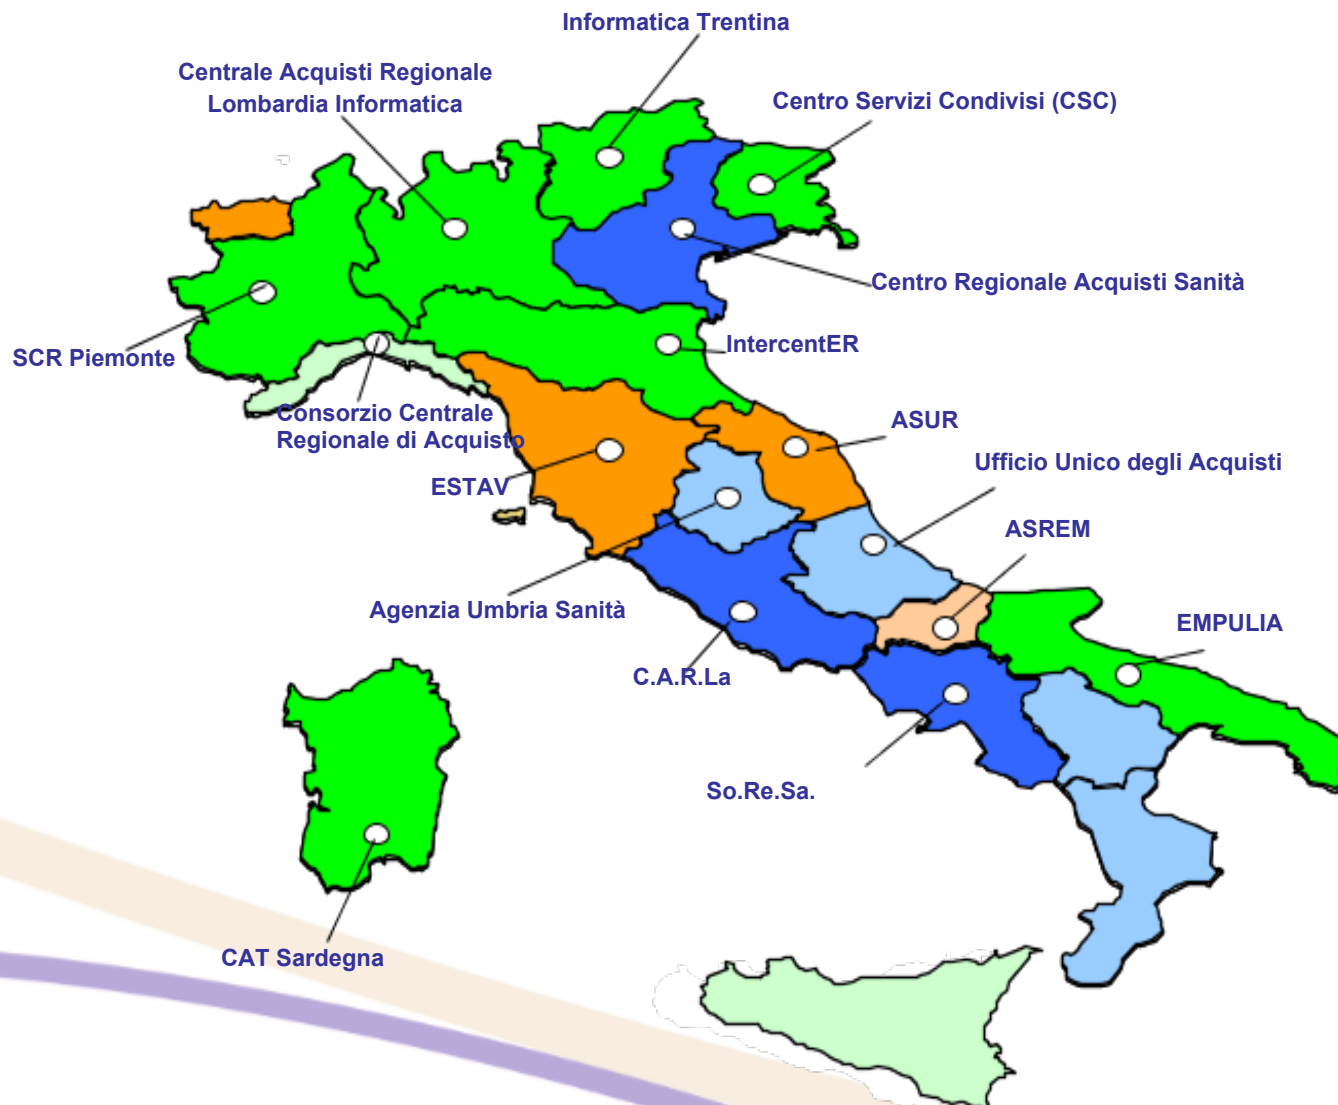 Informatica Trentina
Centrale Acquisti Regionale
Lombardia Informatica
Centro Servizi Condivisi (CSC)
Centro Regionale Acquisti Sanità
SCR Piemonte
IntercentER
Consorzio Centrale
Regionale di Acquisto
ASUR
Ufficio Unico degli Acquisti
ESTAV
ASREM
Agenzia Umbria Sanità
EMPULIA
C.A.R.La
So.Re.Sa.
CAT Sardegna